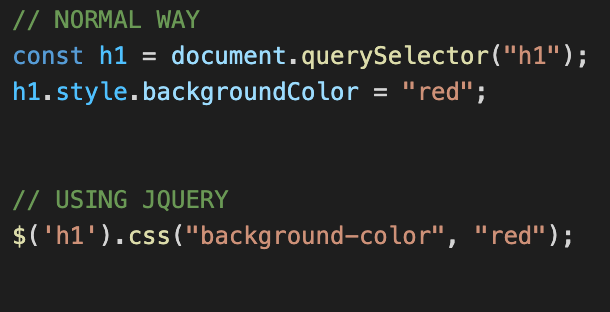 // NORMAL WAY
const h1 = document.querySelector("h1");
h1.style.backgroundColor = "red";
// USING JQUERY
$('h1').css("background-color", "red");